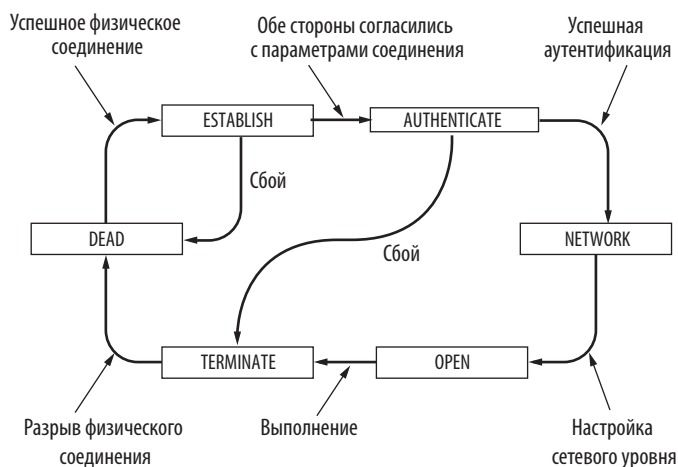 Успешное физическое
соединение
Обе стороны согласились
с параметрами соединения
Успешная
аутентификация
ESTABLISH
AUTHENTICATE
Сбой
DEAD
Сбой
NETWORK
TERMINATE
OPEN
Разрыв физического
соединения
Выполнение
Настройка
сетевого уровня